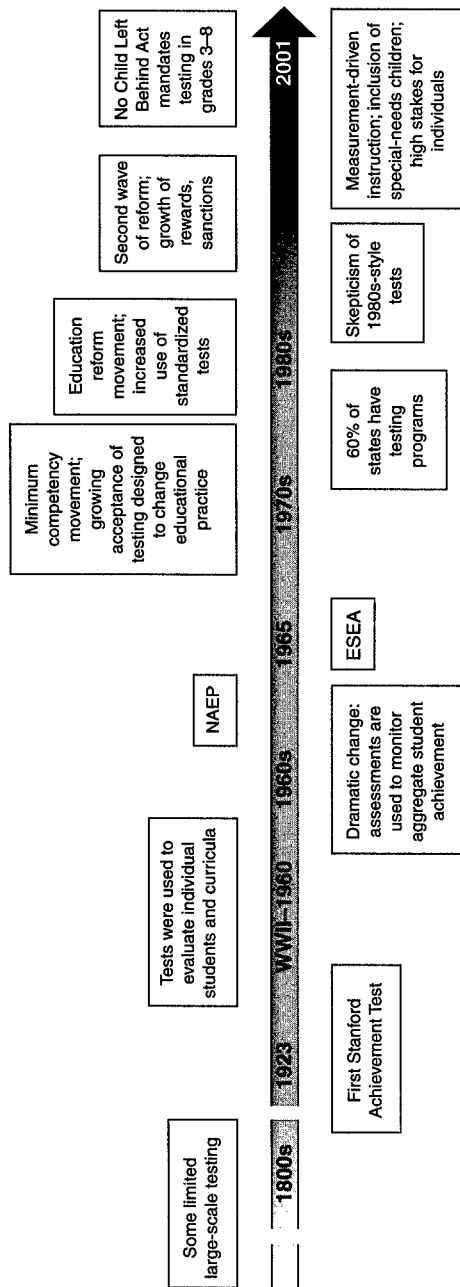 Some limited
large-scale testing
Tests were used to
evaluate individual
students and curricula
NAEP
Minimum
competency
movement;
growing
acceptance of
testing designed
to change
educational
practice
Education
reform
movement;
increased
use of
standardized
tests
Second wave
of reform;
growth of
rewards,
sanctions
No Child Left
Behind Act
mandates
testing in
grades 3–8
1800s
1923
WWII–1960
1960s
1965
1970s
1980s
2001
First Stanford
Achievement Test
Dramatic change:
assessments are
used to monitor
aggregate student
achievement
ESEA
60% of
states have
testing
programs
Skepticism of
1980s-style
tests
Measurement-driven
instruction; inclusion of
special-needs children;
high stakes for
individuals